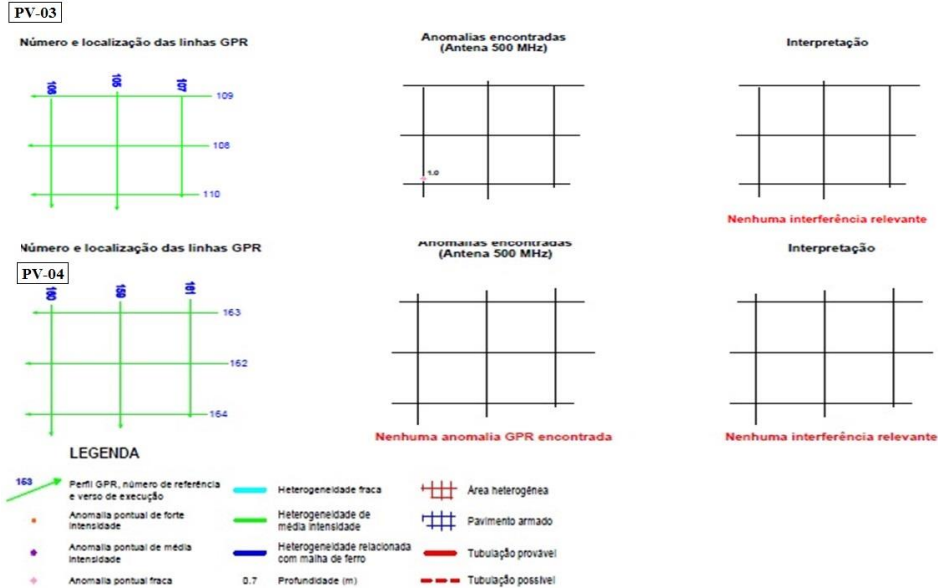 PV-03
Número e localização das linhas GPR
Anomalias encontradas
(Antena 500 MHz)
Interpretação
106
105
107
109
108
110
1.0
Nenhuma interferência relevante
Número e localização das linhas GPR
Anomalias encontradas
(Antena 500 MHz)
Interpretação
PV-04
160
159
161
163
162
164
Nenhuma anomalia GPR encontrada
Nenhuma interferência relevante
LEGENDA
163
Perfil GPR, número de referência
e verso de execução
Anomalia pontual de forte
intensidade
Anomalia pontual de média
intensidade
Anomalia pontual fraca
Heterogeneidade fraca
Heterogeneidade de
média intensidade
Heterogeneidade relacionada
com malha de ferro
0.7 Profundidade (m)
Área heterogênea
Pavimento armado
Tubulação provável
Tubulação possível